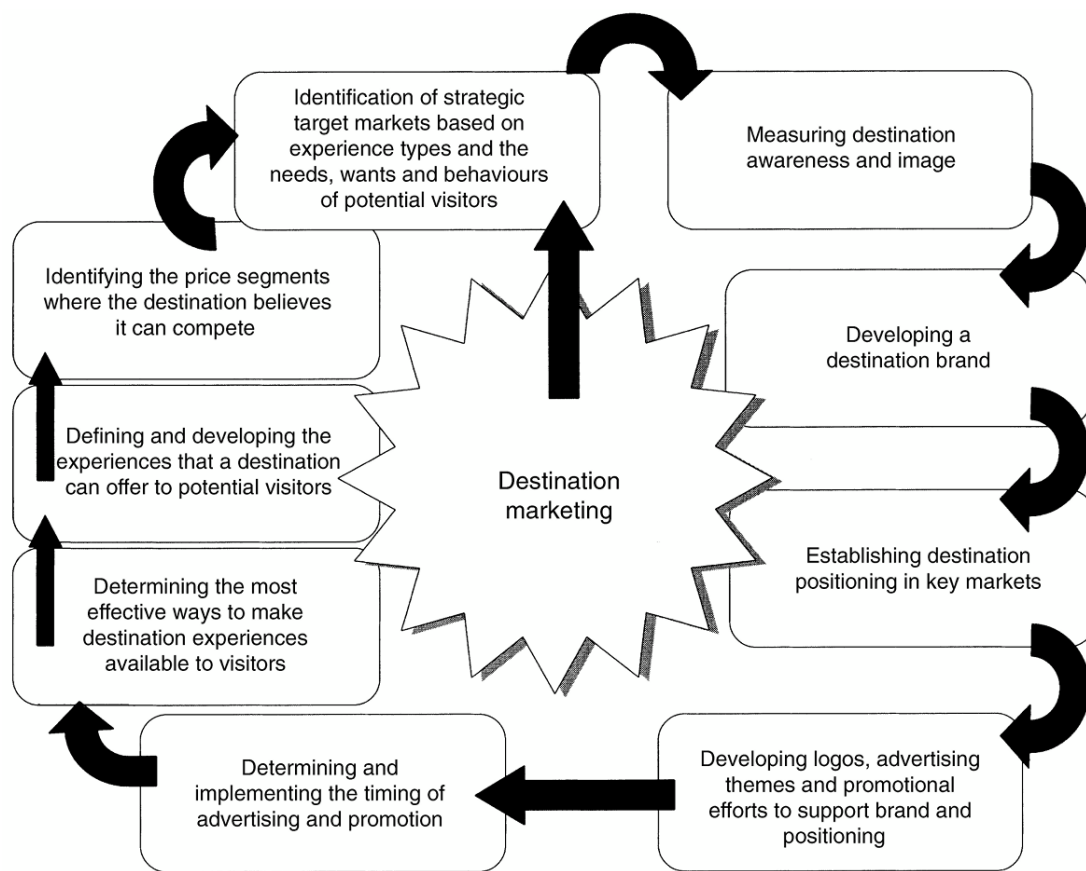 Identification of strategic
target markets based on
experience types and the
needs, wants and behaviours
of potential visitors
Measuring destination
awareness and image
Developing a
destination brand
Establishing destination
positioning in key markets
Developing logos, advertising
themes and promotional
efforts to support brand and
positioning
Determining and
implementing the timing of
advertising and promotion
Determining the most
effective ways to make
destination experiences
available to visitors
Defining and developing the
experiences that a destination
can offer to potential visitors
Identifying the price segments
where the destination believes
it can compete
Destination
marketing